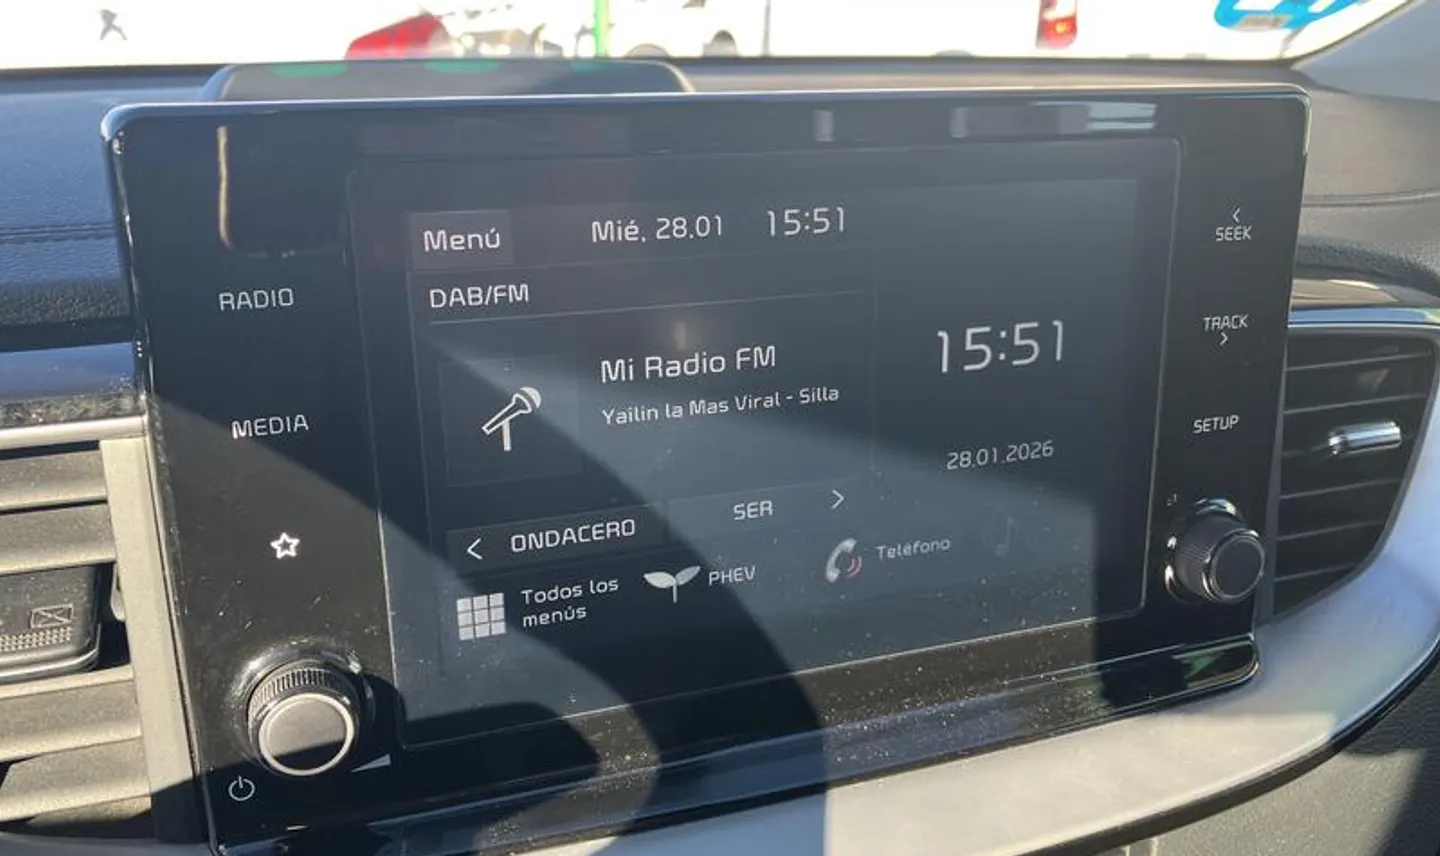 Menú
Mié, 28.01 15:51
DAB/FM
Mi Radio FM
Yailin la Mas Viral - Silla
15:51
28.01.2026
ONDACERO
SER
Todos los
menús
PHEV
Teléfono
RADIO
MEDIA
SEEK
TRACK
SETUP